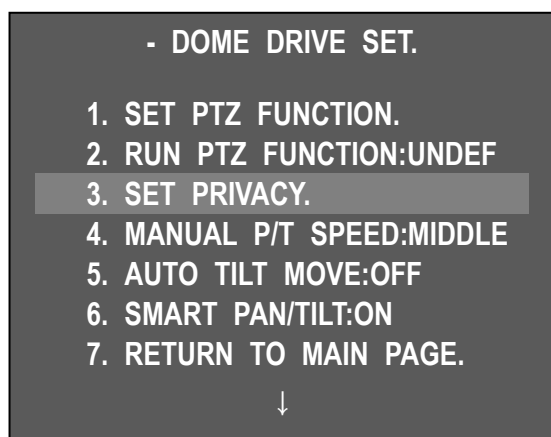 - DOME DRIVE SET.
1. SET PTZ FUNCTION.
2. RUN PTZ FUNCTION:UNDEF
3. SET PRIVACY.
4. MANUAL P/T SPEED:MIDDLE
5. AUTO TILT MOVE:OFF
6. SMART PAN/TILT:ON
7. RETURN TO MAIN PAGE.
↓